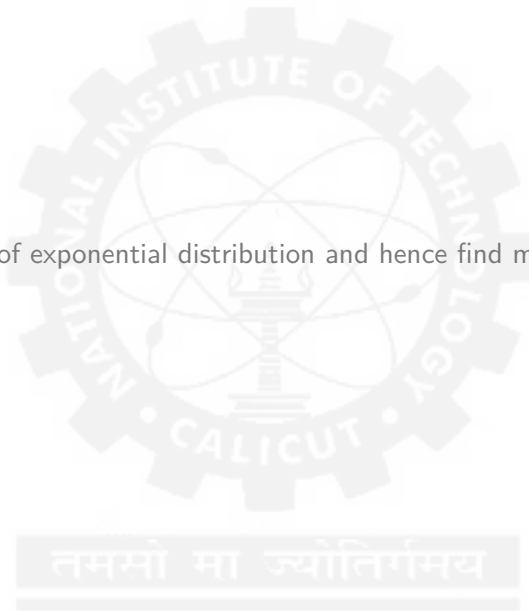 NATIONAL INSTITUTE OF TECHNOLOGY
of exponential distribution and hence find m
CALICUT
तमसो मा ज्योतिर्गमय